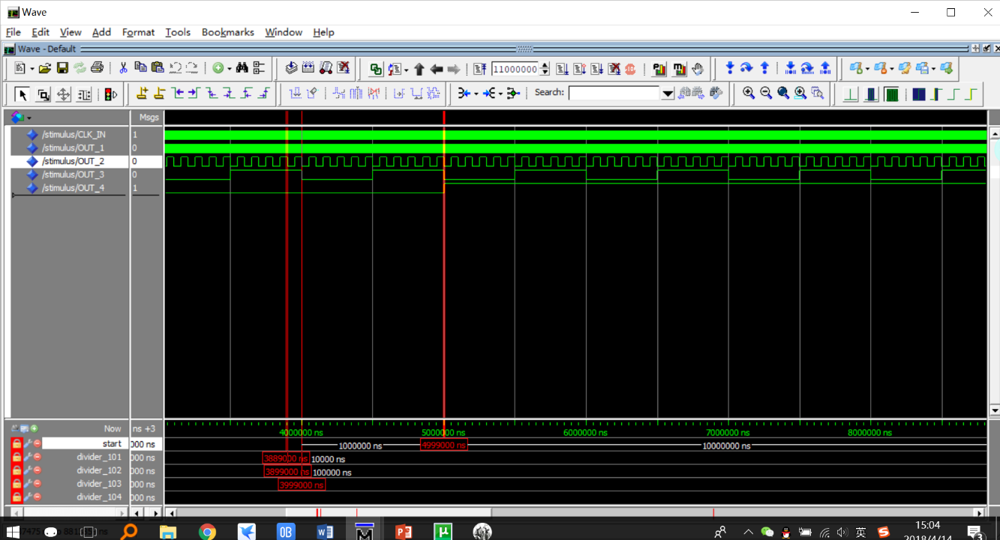 Wave
File Edit View Add Format Tools Bookmarks Window Help
Wave - Default
11000000
Search:
Msgs
/stimulus/CLK_IN 1
/stimulus/OUT_1 0
/stimulus/OUT_2 0
/stimulus/OUT_3 0
/stimulus/OUT_4 1
Now ns +3 4000000 ns 5000000 ns 6000000 ns 7000000 ns 8000000 ns
start 000 ns 1000000 ns 4999000 ns 10000000 ns
divider_101 000 ns 3889000 ns 10000 ns
divider_102 000 ns 3899000 ns 100000 ns
divider_103 000 ns 3999000 ns
divider_104 000 ns
英
15:04
2018/4/14
3